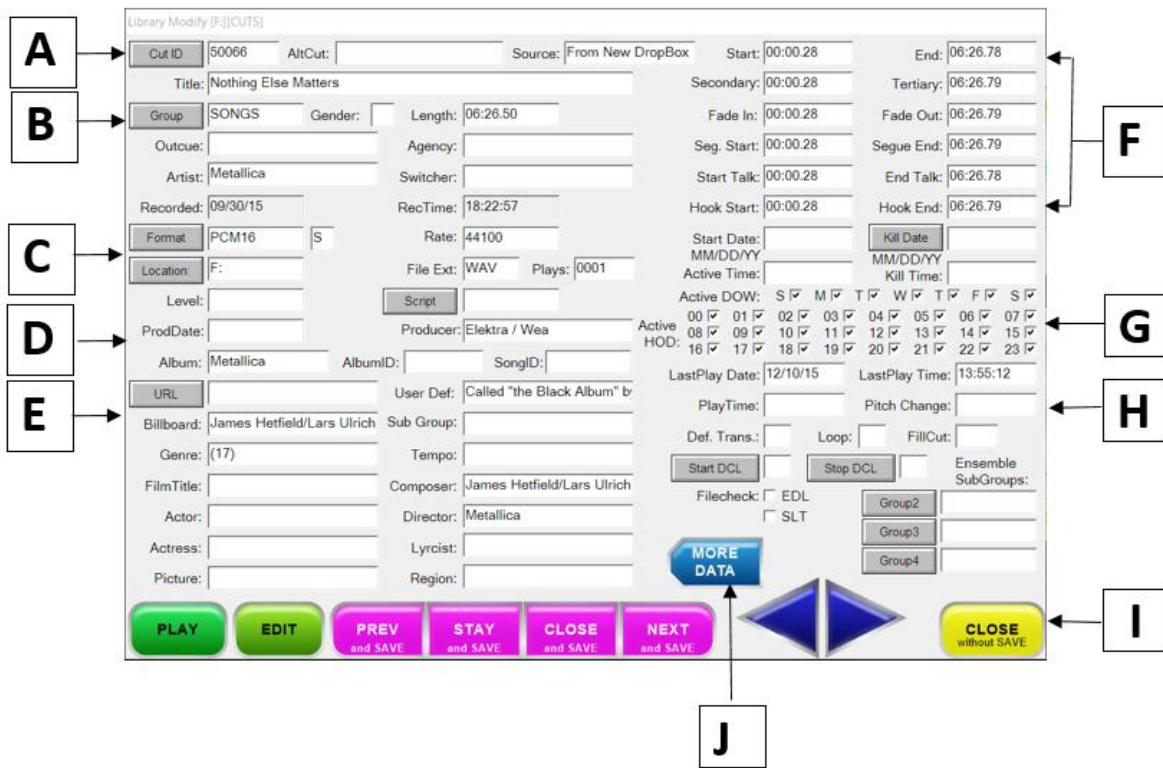 Library Modify [F:][CUTS]
A
Cut ID 50066 AltCut: Source: From New DropBox Start: 00:00.28 End: 06:26.78
Title: Nothing Else Matters Secondary: 00:00.28 Tertiary: 06:26.79
B
Group SONGS Gender: Length: 06:26.50 Fade In: 00:00.28 Fade Out: 06:26.79
F
Outcue: Agency: Seg. Start: 00:00.28 Segue End: 06:26.79
Artist: Metallica Switcher: Start Talk: 00:00.28 End Talk: 06:26.78
Recorded: 09/30/15 RecTime: 18:22:57 Hook Start: 00:00.28 Hook End: 06:26.79
C
Format PCM16 S Rate: 44100 Start Date: Kill Date
MM/DD/YY MM/DD/YY
Location: F: File Ext: WAV Plays: 0001 Active Time: Kill Time:
Level: Script Active DOW: S M T W T F S
D
ProdDate: Producer: Elektra / Wea Active HOD: 00 01 02 03 04 05 06 07
G
08 09 10 11 12 13 14 15
Album: Metallica AlbumID: SongID: 16 17 18 19 20 21 22 23
E
URL User Def: Called "the Black Album" by LastPlay Date: 12/10/15 LastPlay Time: 13:55:12
H
Billboard: James Hetfield/Lars Ulrich Sub Group: PlayTime: Pitch Change:
Genre: (17) Tempo: Def. Trans.: Loop: FillCut:
FilmTitle: Composer: James Hetfield/Lars Ulrich Start DCL Stop DCL Ensemble SubGroups:
Actor: Director: Metallica Filecheck: EDL Group2
SLT
Actress: Lyrcist: Group3
Picture: Region: MORE DATA Group4
I
PLAY EDIT PREV and SAVE STAY and SAVE CLOSE and SAVE NEXT and SAVE CLOSE without SAVE
J